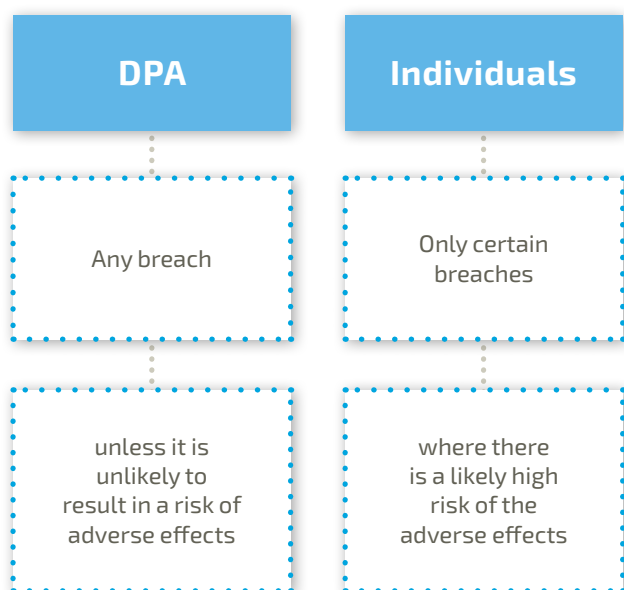 DPA
Any breach
unless it is
unlikely to
result in a risk of
adverse effects
Individuals
Only certain
breaches
where there
is a likely high
risk of the
adverse effects